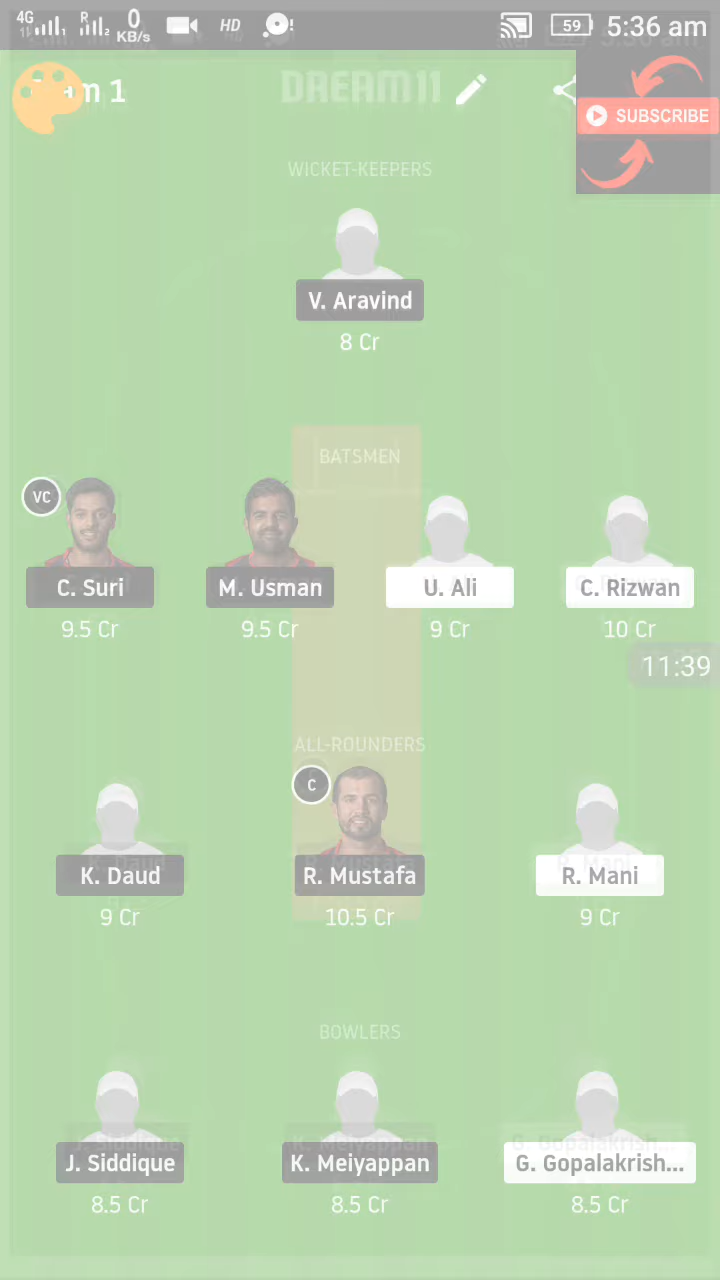 4G R 0 KB/s HD 59 5:36 am
1 DREAM11
SUBSCRIBE
WICKET-KEEPERS
V. Aravind
8 Cr
BATSMEN
VC
C. Suri M. Usman U. Ali C. Rizwan
9.5 Cr 9.5 Cr 9 Cr 10 Cr
11:39
ALL-ROUNDERS
C
K. Daud R. Mustafa R. Mani
9 Cr 10.5 Cr 9 Cr
BOWLERS
J. Siddique K. Meiyappan G. Gopalakrish...
8.5 Cr 8.5 Cr 8.5 Cr